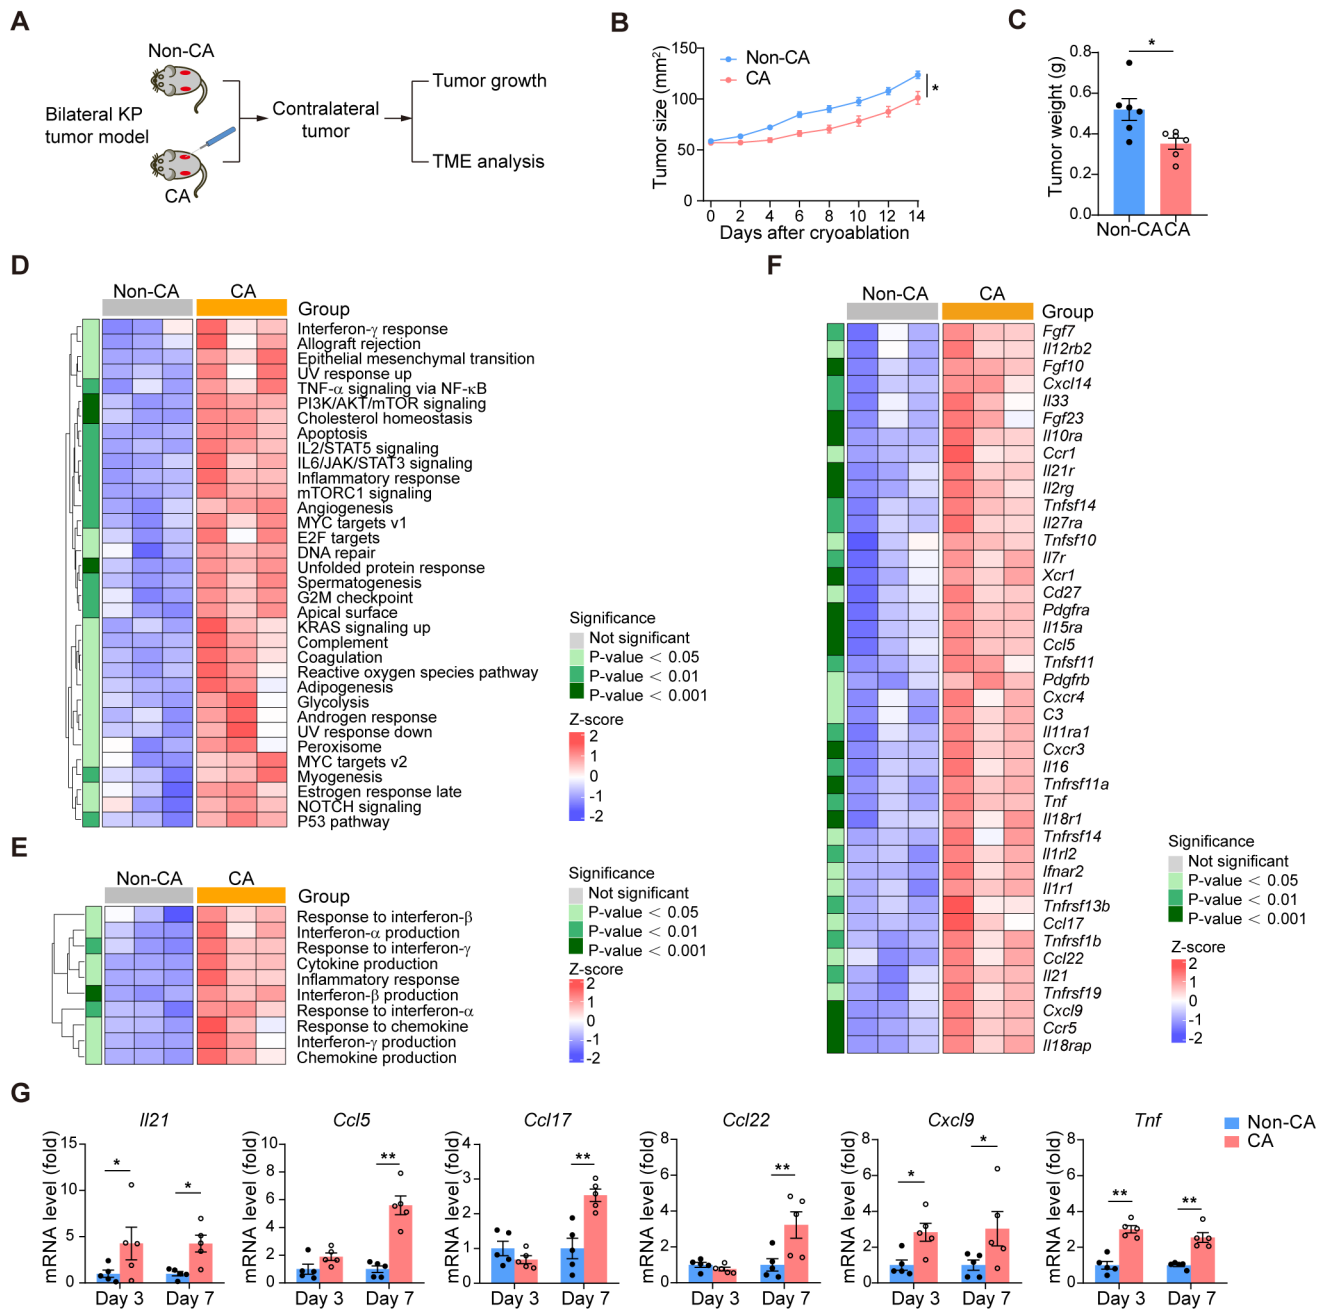 A
Non-CA
Bilateral KP
tumor model
CA
Contralateral
tumor
Tumor growth
TME analysis
B
Tumor size (mm²)
150
100
50
0
Non-CA
CA
*
0 2 4 6 8 10 12 14
Days after cryoablation
C
Tumor weight (g)
0.8
0.6
0.4
0.2
0.0
*
Non-CA CA
D
Non-CA CA
Group
Interferon-γ response
Allograft rejection
Epithelial mesenchymal transition
UV response up
TNF-α signaling via NF-κB
PI3K/AKT/mTOR signaling
Cholesterol homeostasis
Apoptosis
IL2/STAT5 signaling
IL6/JAK/STAT3 signaling
Inflammatory response
mTORC1 signaling
Angiogenesis
MYC targets v1
E2F targets
DNA repair
Unfolded protein response
Spermatogenesis
G2M checkpoint
Apical surface
KRAS signaling up
Complement
Coagulation
Reactive oxygen species pathway
Adipogenesis
Glycolysis
Androgen response
UV response down
Peroxisome
MYC targets v2
Myogenesis
Estrogen response late
NOTCH signaling
P53 pathway
Significance
Not significant
P-value < 0.05
P-value < 0.01
P-value < 0.001
Z-score
2
1
0
-1
-2
E
Non-CA CA
Group
Response to interferon-β
Interferon-α production
Response to interferon-γ
Cytokine production
Inflammatory response
Interferon-β production
Response to interferon-α
Response to chemokine
Interferon-γ production
Chemokine production
Significance
Not significant
P-value < 0.05
P-value < 0.01
P-value < 0.001
Z-score
2
1
0
-1
-2
F
Non-CA CA
Group
Fgf7
Il12rb2
Fgf10
Cxcl14
Il33
Fgf23
Il10ra
Ccr1
Il21r
Il2rg
Tnfsf14
Il27ra
Tnfsf10
Il7r
Xcr1
Cd27
Pdgfra
Il15ra
Ccl5
Tnfsf11
Pdgfrb
Cxcr4
C3
Il11ra1
Cxcr3
Il16
Tnfrsf11a
Tnf
Il18r1
Tnfrsf14
Il1rl2
Ifnar2
Il1r1
Tnfrsf13b
Ccl17
Tnfrsf1b
Ccl22
Il21
Tnfrsf19
Cxcl9
Ccr5
Il18rap
Significance
Not significant
P-value < 0.05
P-value < 0.01
P-value < 0.001
Z-score
2
1
0
-1
-2
G
Il21
mRNA level (fold)
15
10
5
0
* *
Day 3 Day 7
Ccl5
mRNA level (fold)
10
8
6
4
2
0
**
Day 3 Day 7
Ccl17
mRNA level (fold)
4
3
2
1
0
**
Day 3 Day 7
Ccl22
mRNA level (fold)
8
6
4
2
0
**
Day 3 Day 7
Cxcl9
mRNA level (fold)
8
6
4
2
0
* *
Day 3 Day 7
Tnf
mRNA level (fold)
8
6
4
2
0
** **
Day 3 Day 7
Non-CA
CA